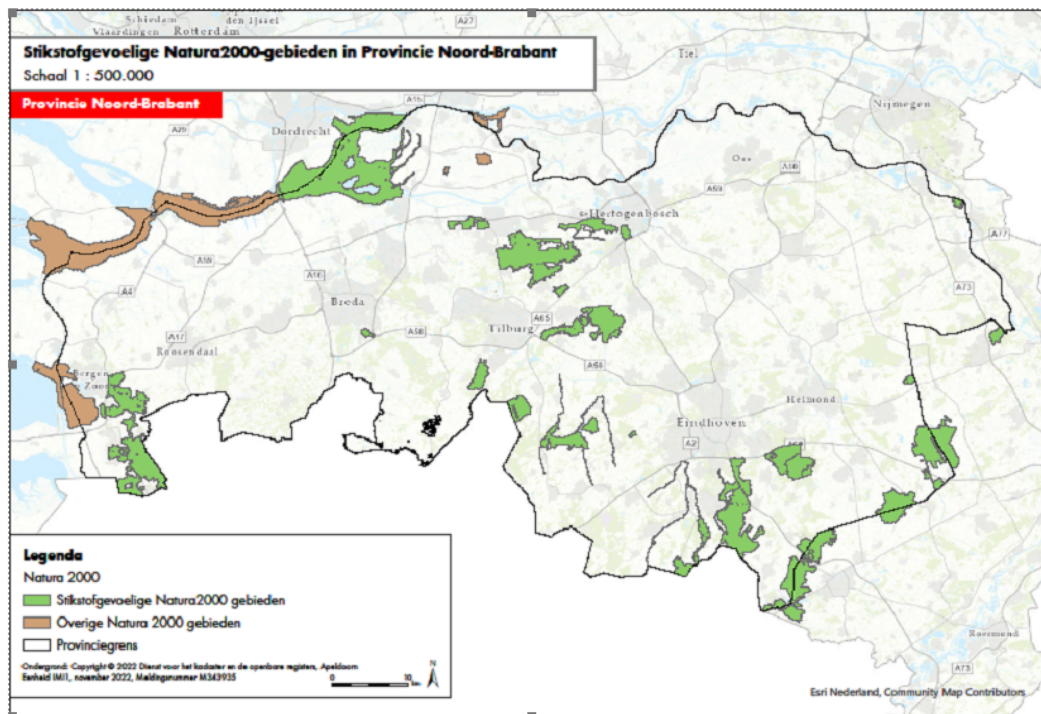 Schiedam
den IJssel
Vlaardingen Rotterdam
A27
Stikstofgevoelige Natura2000-gebieden in Provincie Noord-Brabant
Schaal 1 : 500.000
Provincie Noord-Brabant
Tiel
Nijmegen
A15
A29
Dordrecht
Oss
A50
A59
's-Hertogenbosch
A77
A73
A4
A16
Breda
A58
Tilburg
A65
A17
Roosendaal
Bergen
Zoom
Helmond
Eindhoven
A2
Roermond
A73
Legenda
Natura 2000
Stikstofgevoelige Natura2000 gebieden
Overige Natura 2000 gebieden
Provinciegrens
Ondergrond: Copyright © 2022 Dienst voor het kadaster en de openbare registers, Apeldoorn
Eenheid IMI1, november 2022, Meldingsnummer M343935
0 10
km
N
Esri Nederland, Community Map Contributors